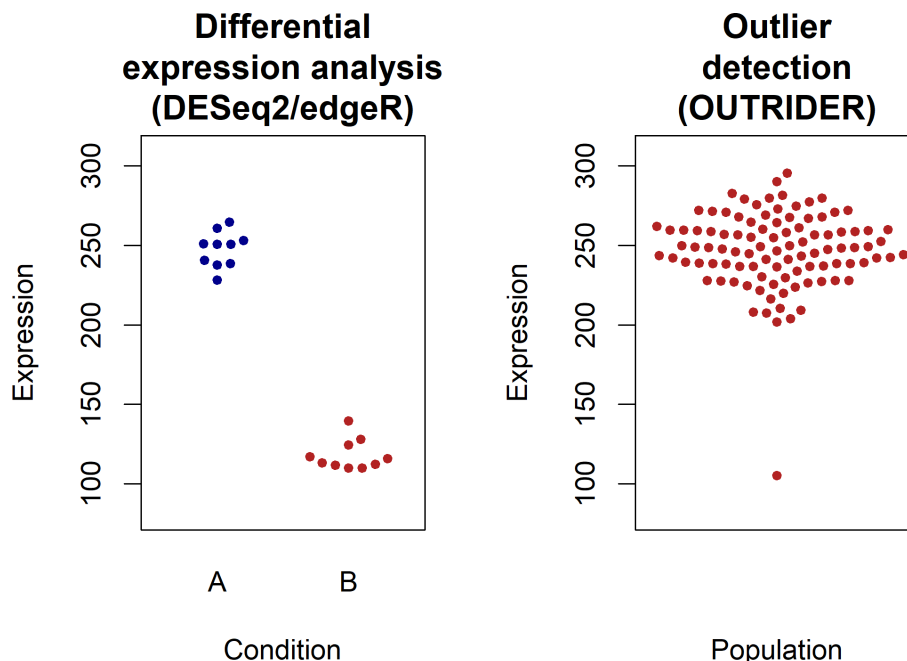 Differential
expression analysis
(DESeq2/edgeR)
Expression
300
250
200
150
100
A B
Condition
Outlier
detection
(OUTRIDER)
Expression
300
250
200
150
100
Population